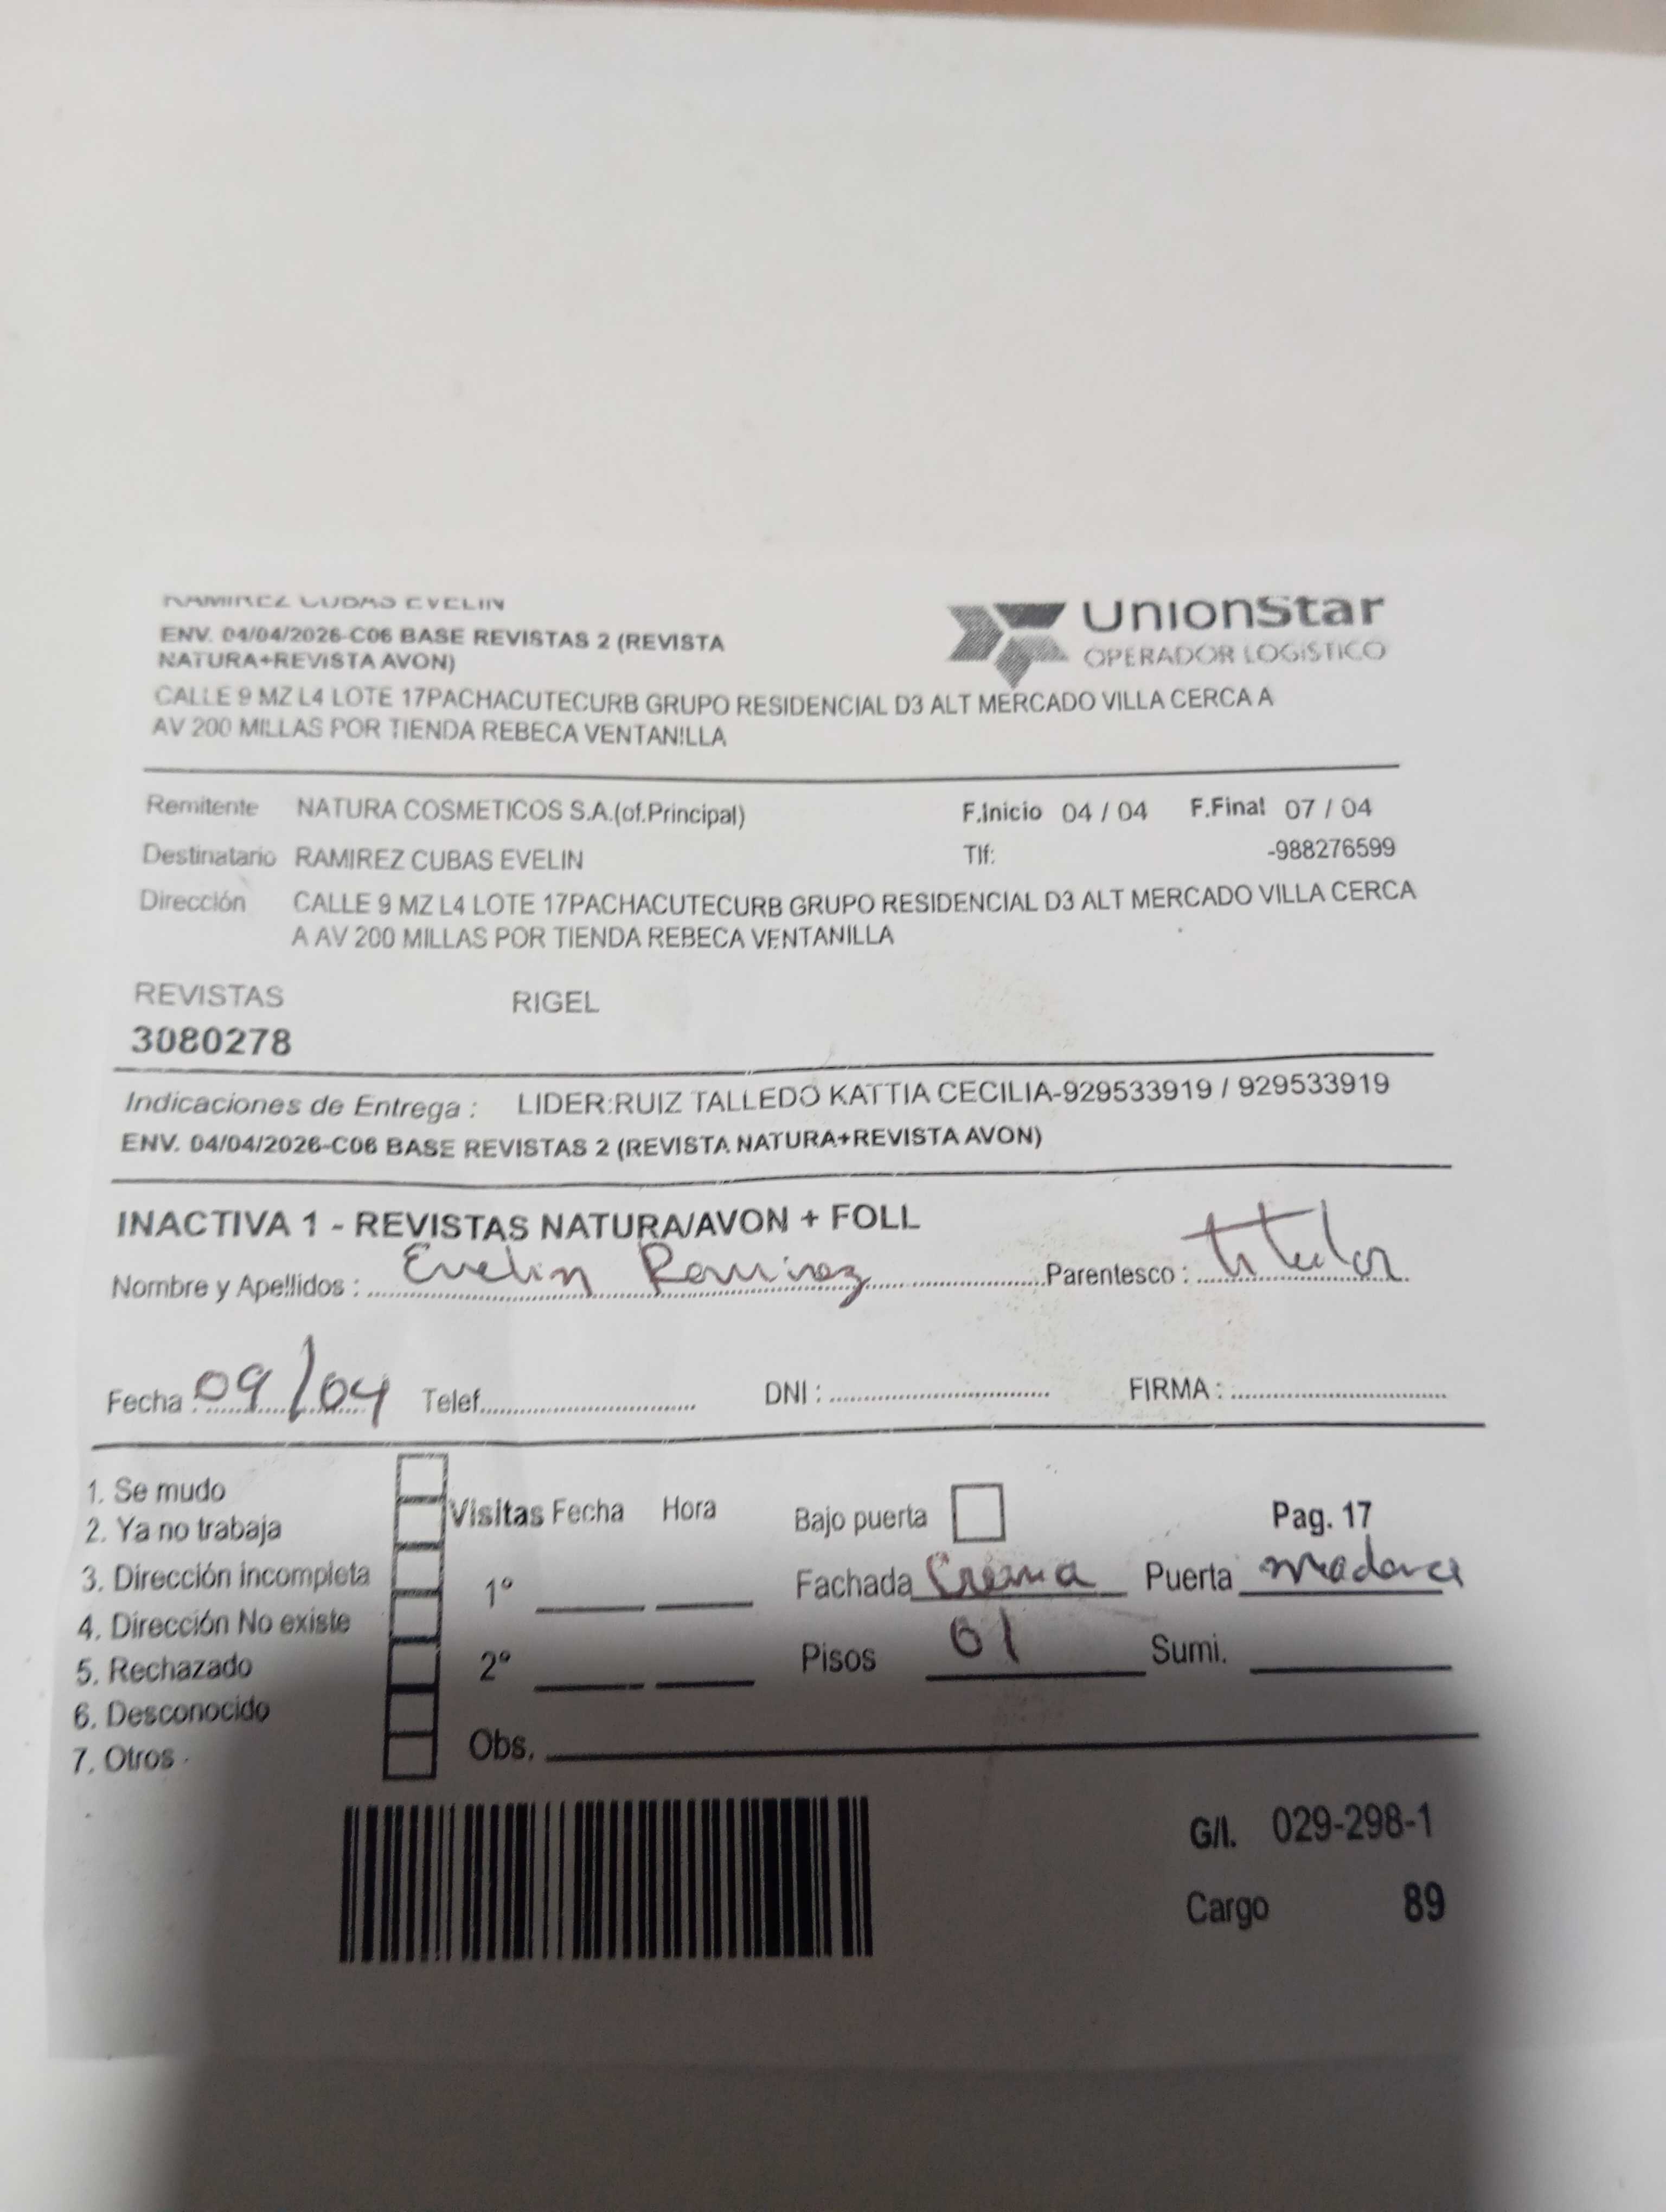 RAMIREZ CUBAS EVELIN
UnionStar
OPERADOR LOGISTICO
ENV. 04/04/2026-C06 BASE REVISTAS 2 (REVISTA
NATURA+REVISTA AVON)
CALLE 9 MZ L4 LOTE 17PACHACUTECURB GRUPO RESIDENCIAL D3 ALT MERCADO VILLA CERCA A
AV 200 MILLAS POR TIENDA REBECA VENTANILLA
Remitente NATURA COSMETICOS S.A.(of.Principal) F.Inicio 04 / 04 F.Final 07 / 04
Destinatario RAMIREZ CUBAS EVELIN Tlf: -988276599
Dirección CALLE 9 MZ L4 LOTE 17PACHACUTECURB GRUPO RESIDENCIAL D3 ALT MERCADO VILLA CERCA
A AV 200 MILLAS POR TIENDA REBECA VENTANILLA
REVISTAS RIGEL
3080278
Indicaciones de Entrega : LIDER:RUIZ TALLEDO KATTIA CECILIA-929533919 / 929533919
ENV. 04/04/2026-C06 BASE REVISTAS 2 (REVISTA NATURA+REVISTA AVON)
INACTIVA 1 - REVISTAS NATURA/AVON + FOLL
Nombre y Apellidos : Evelin Ramirez Parentesco : titular
Fecha : 09/04 Telef. DNI : FIRMA :
1. Se mudo
2. Ya no trabaja
3. Dirección incompleta
4. Dirección No existe
5. Rechazado
6. Desconocido
7. Otros
Visitas Fecha Hora
1º
2º
Obs.
Bajo puerta Pag. 17
Fachada Crema Puerta madera
Pisos 01 Sumi.
G/I. 029-298-1
Cargo 89